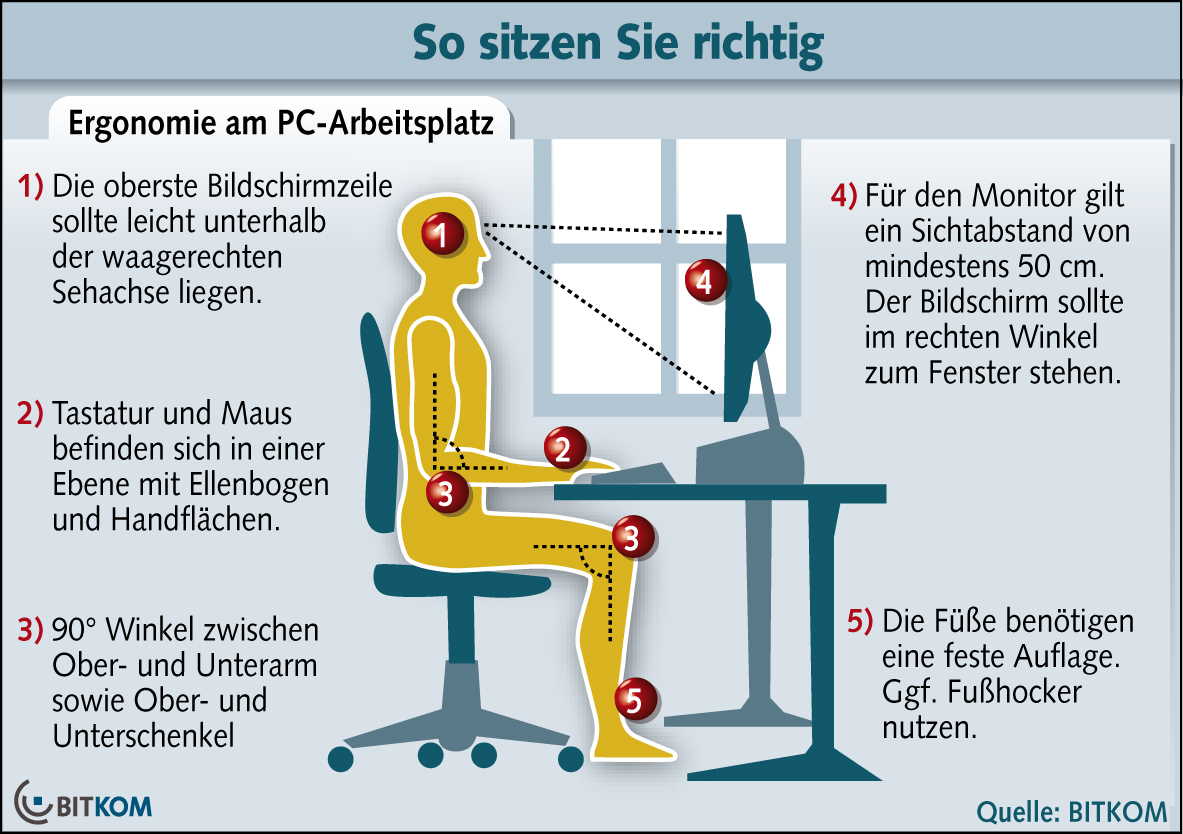 So sitzen Sie richtig
Ergonomie am PC-Arbeitsplatz
1) Die oberste Bildschirmzeile
sollte leicht unterhalb
der waagerechten
Sehachse liegen.
2) Tastatur und Maus
befinden sich in einer
Ebene mit Ellenbogen
und Handflächen.
3) 90° Winkel zwischen
Ober- und Unterarm
sowie Ober- und
Unterschenkel
1
4
2
3
3
5
4) Für den Monitor gilt
ein Sichtabstand von
mindestens 50 cm.
Der Bildschirm sollte
im rechten Winkel
zum Fenster stehen.
5) Die Füße benötigen
eine feste Auflage.
Ggf. Fußhocker
nutzen.
BITKOM
Quelle: BITKOM